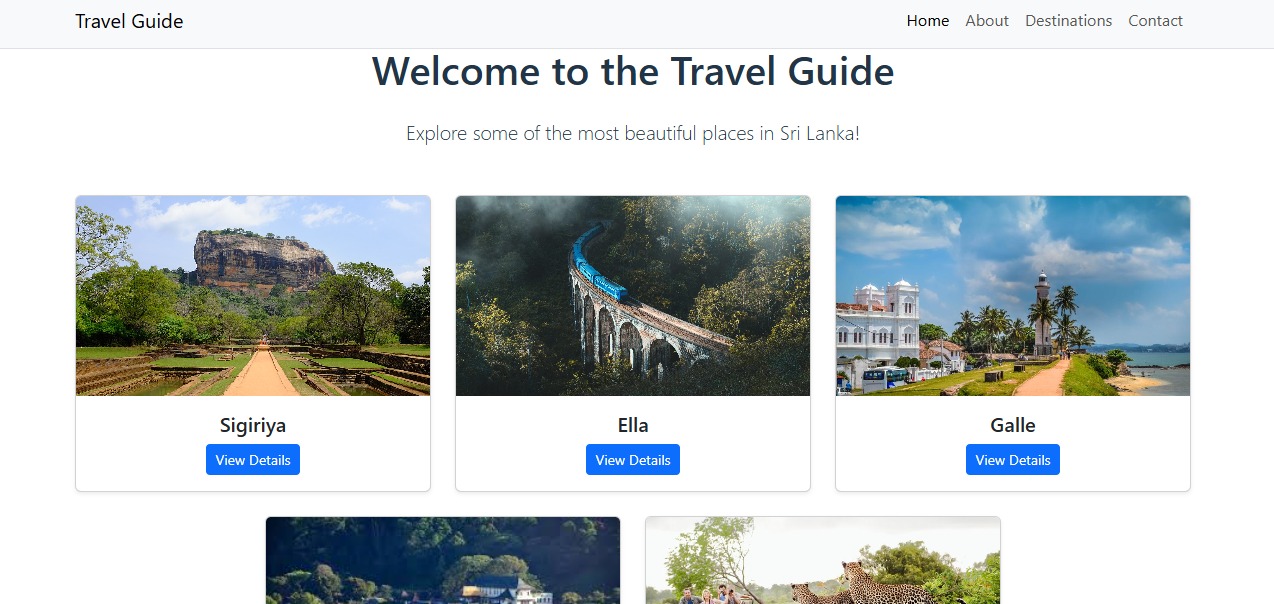 Travel Guide
Home About Destinations Contact
Welcome to the Travel Guide
Explore some of the most beautiful places in Sri Lanka!
Sigiriya
View Details
Ella
View Details
Galle
View Details